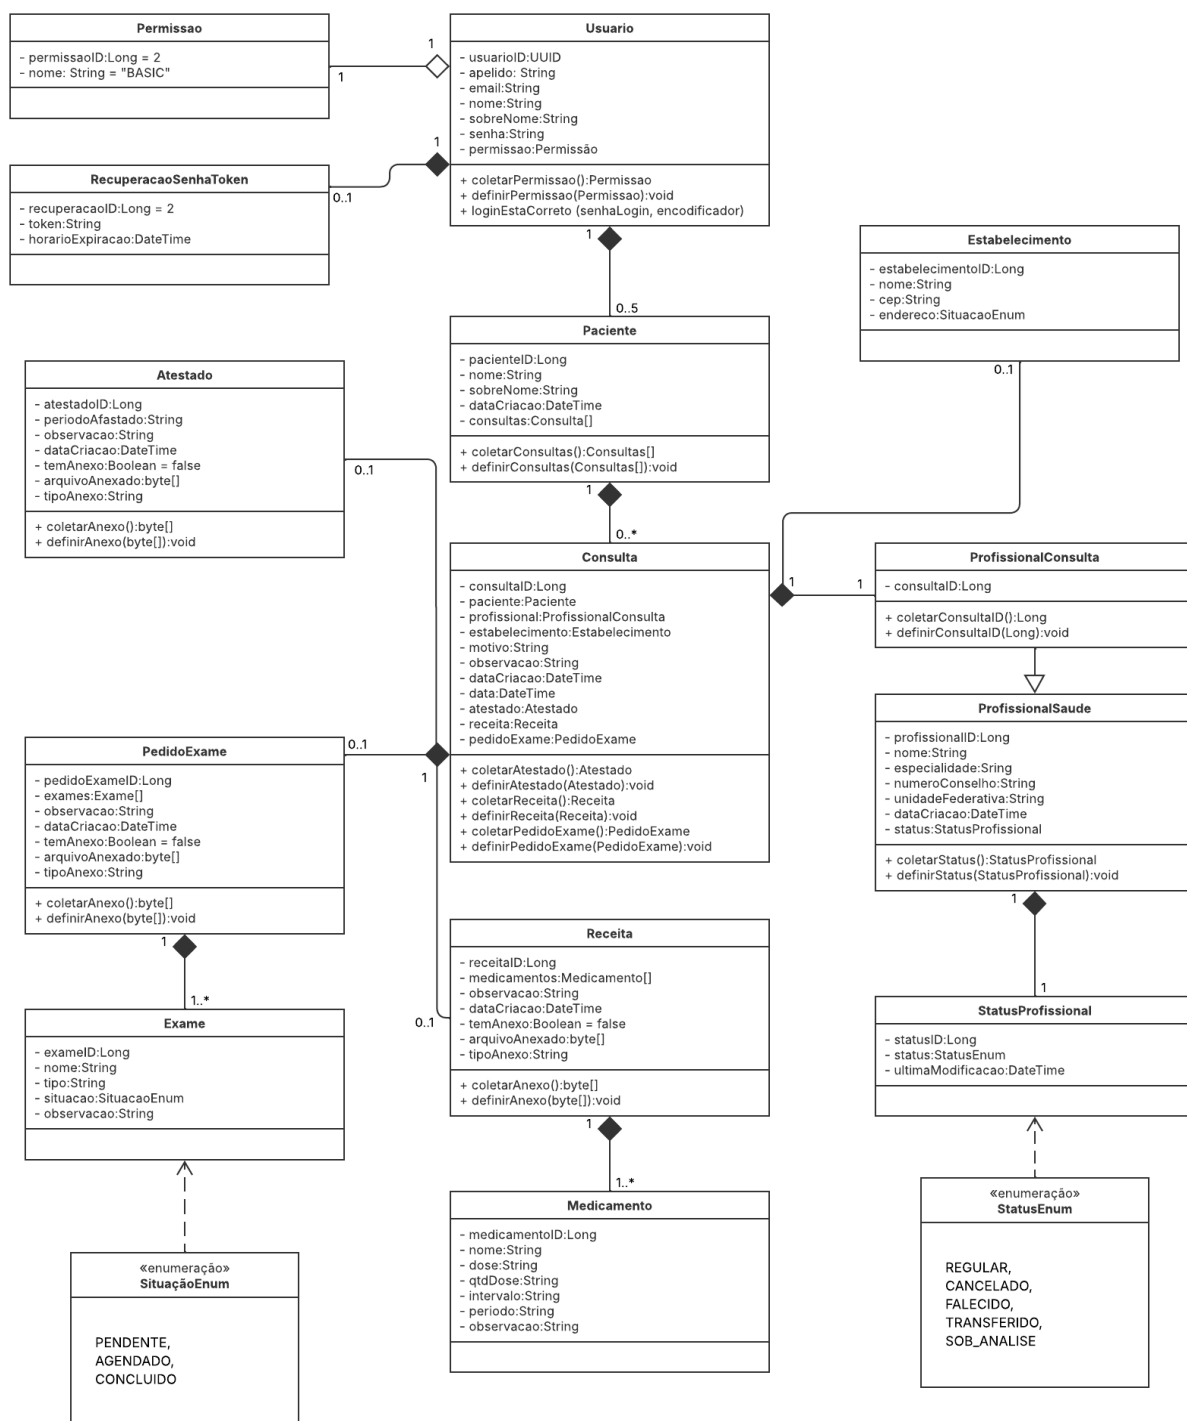 Permissao
- permissaoID:Long = 2
- nome: String = "BASIC"
1
1
Usuario
- usuarioID:UUID
- apelido: String
- email:String
- nome:String
- sobreNome:String
- senha:String
- permissao:Permissão
+ coletarPermissao():Permissao
+ definirPermissao(Permissao):void
+ loginEstaCorreto (senhaLogin, encodificador)
1
0..1
RecuperacaoSenhaToken
- recuperacaoID:Long = 2
- token:String
- horarioExpiracao:DateTime
1
0..5
Estabelecimento
- estabelecimentoID:Long
- nome:String
- cep:String
- endereco:SituacaoEnum
0..1
Paciente
- pacienteID:Long
- nome:String
- sobreNome:String
- dataCriacao:DateTime
- consultas:Consulta[]
+ coletarConsultas():Consultas[]
+ definirConsultas(Consultas[]):void
1
0..*
Atestado
- atestadoID:Long
- periodoAfastado:String
- observacao:String
- dataCriacao:DateTime
- temAnexo:Boolean = false
- arquivoAnexado:byte[]
- tipoAnexo:String
+ coletarAnexo():byte[]
+ definirAnexo(byte[]):void
0..1
Consulta
- consultaID:Long
- paciente:Paciente
- profissional:ProfissionalConsulta
- estabelecimento:Estabelecimento
- motivo:String
- observacao:String
- dataCriacao:DateTime
- data:DateTime
- atestado:Atestado
- receita:Receita
- pedidoExame:PedidoExame
+ coletarAtestado():Atestado
+ definirAtestado(Atestado):void
+ coletarReceita():Receita
+ definirReceita(Receita):void
+ coletarPedidoExame():PedidoExame
+ definirPedidoExame(PedidoExame):void
1
1
ProfissionalConsulta
- consultaID:Long
+ coletarConsultaID():Long
+ definirConsultaID(Long):void
ProfissionalSaude
- profissionalID:Long
- nome:String
- especialidade:Sring
- numeroConselho:String
- unidadeFederativa:String
- dataCriacao:DateTime
- status:StatusProfissional
+ coletarStatus():StatusProfissional
+ definirStatus(StatusProfissional):void
1
1
0..1
1
PedidoExame
- pedidoExameID:Long
- exames:Exame[]
- observacao:String
- dataCriacao:DateTime
- temAnexo:Boolean = false
- arquivoAnexado:byte[]
- tipoAnexo:String
+ coletarAnexo():byte[]
+ definirAnexo(byte[]):void
1
1..*
0..1
Receita
- receitaID:Long
- medicamentos:Medicamento[]
- observacao:String
- dataCriacao:DateTime
- temAnexo:Boolean = false
- arquivoAnexado:byte[]
- tipoAnexo:String
+ coletarAnexo():byte[]
+ definirAnexo(byte[]):void
1
1..*
Exame
- exameID:Long
- nome:String
- tipo:String
- situacao:SituacaoEnum
- observacao:String
StatusProfissional
- statusID:Long
- status:StatusEnum
- ultimaModificacao:DateTime
Medicamento
- medicamentoID:Long
- nome:String
- dose:String
- qtdDose:String
- intervalo:String
- periodo:String
- observacao:String
«enumeração»
StatusEnum
REGULAR,
CANCELADO,
FALECIDO,
TRANSFERIDO,
SOB_ANALISE
«enumeração»
SituaçãoEnum
PENDENTE,
AGENDADO,
CONCLUIDO